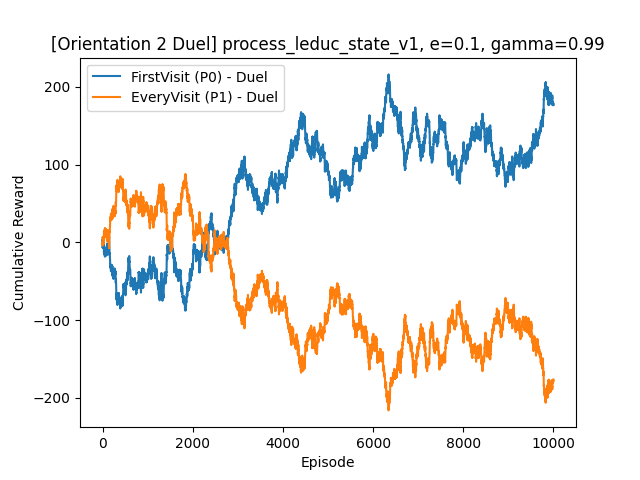 [Orientation 2 Duel] process_leduc_state_v1, e=0.1, gamma=0.99
FirstVisit (P0) - Duel
EveryVisit (P1) - Duel
200
100
0
−100
−200
Cumulative Reward
0 2000 4000 6000 8000 10000
Episode